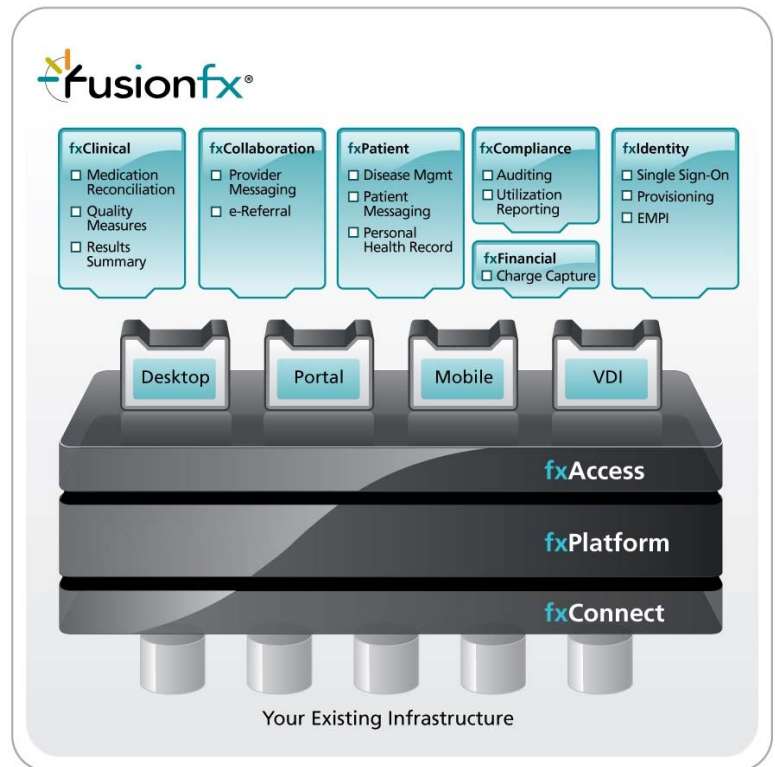 fusionfx®
fxClinical
☐ Medication
Reconciliation
☐ Quality
Measures
☐ Results
Summary
fxCollaboration
☐ Provider
Messaging
☐ e-Referral
fxPatient
☐ Disease Mgmt
☐ Patient
Messaging
☐ Personal
Health Record
fxCompliance
☐ Auditing
☐ Utilization
Reporting
fxFinancial
☐ Charge Capture
fxIdentity
☐ Single Sign-On
☐ Provisioning
☐ EMPI
Desktop
Portal
Mobile
VDI
fxAccess
fxPlatform
fxConnect
Your Existing Infrastructure